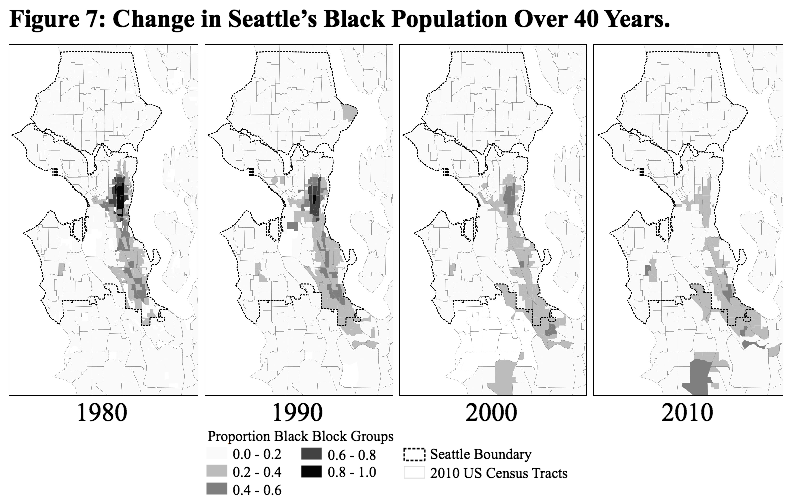 Figure 7: Change in Seattle's Black Population Over 40 Years.
1980
1990
2000
2010
Proportion Black Block Groups
0.0 - 0.2
0.2 - 0.4
0.4 - 0.6
0.6 - 0.8
0.8 - 1.0
Seattle Boundary
2010 US Census Tracts